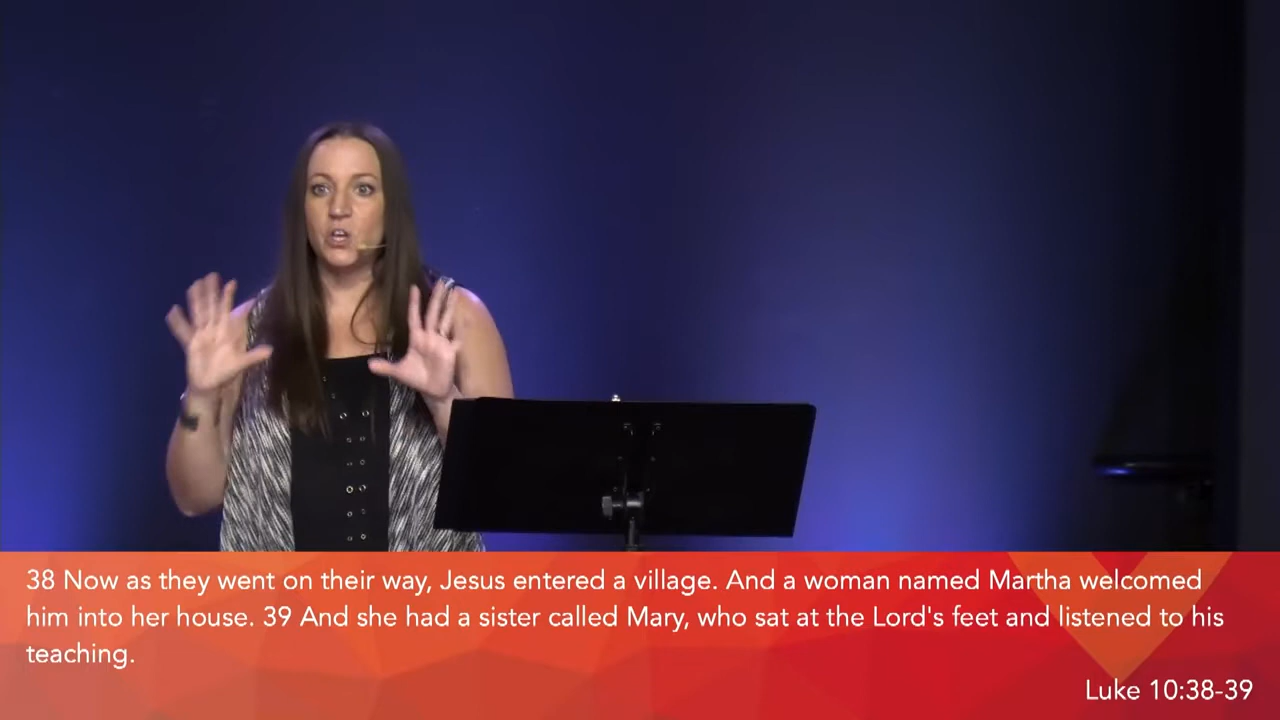 38 Now as they went on their way, Jesus entered a village. And a woman named Martha welcomed
him into her house. 39 And she had a sister called Mary, who sat at the Lord's feet and listened to his
teaching.
Luke 10:38-39